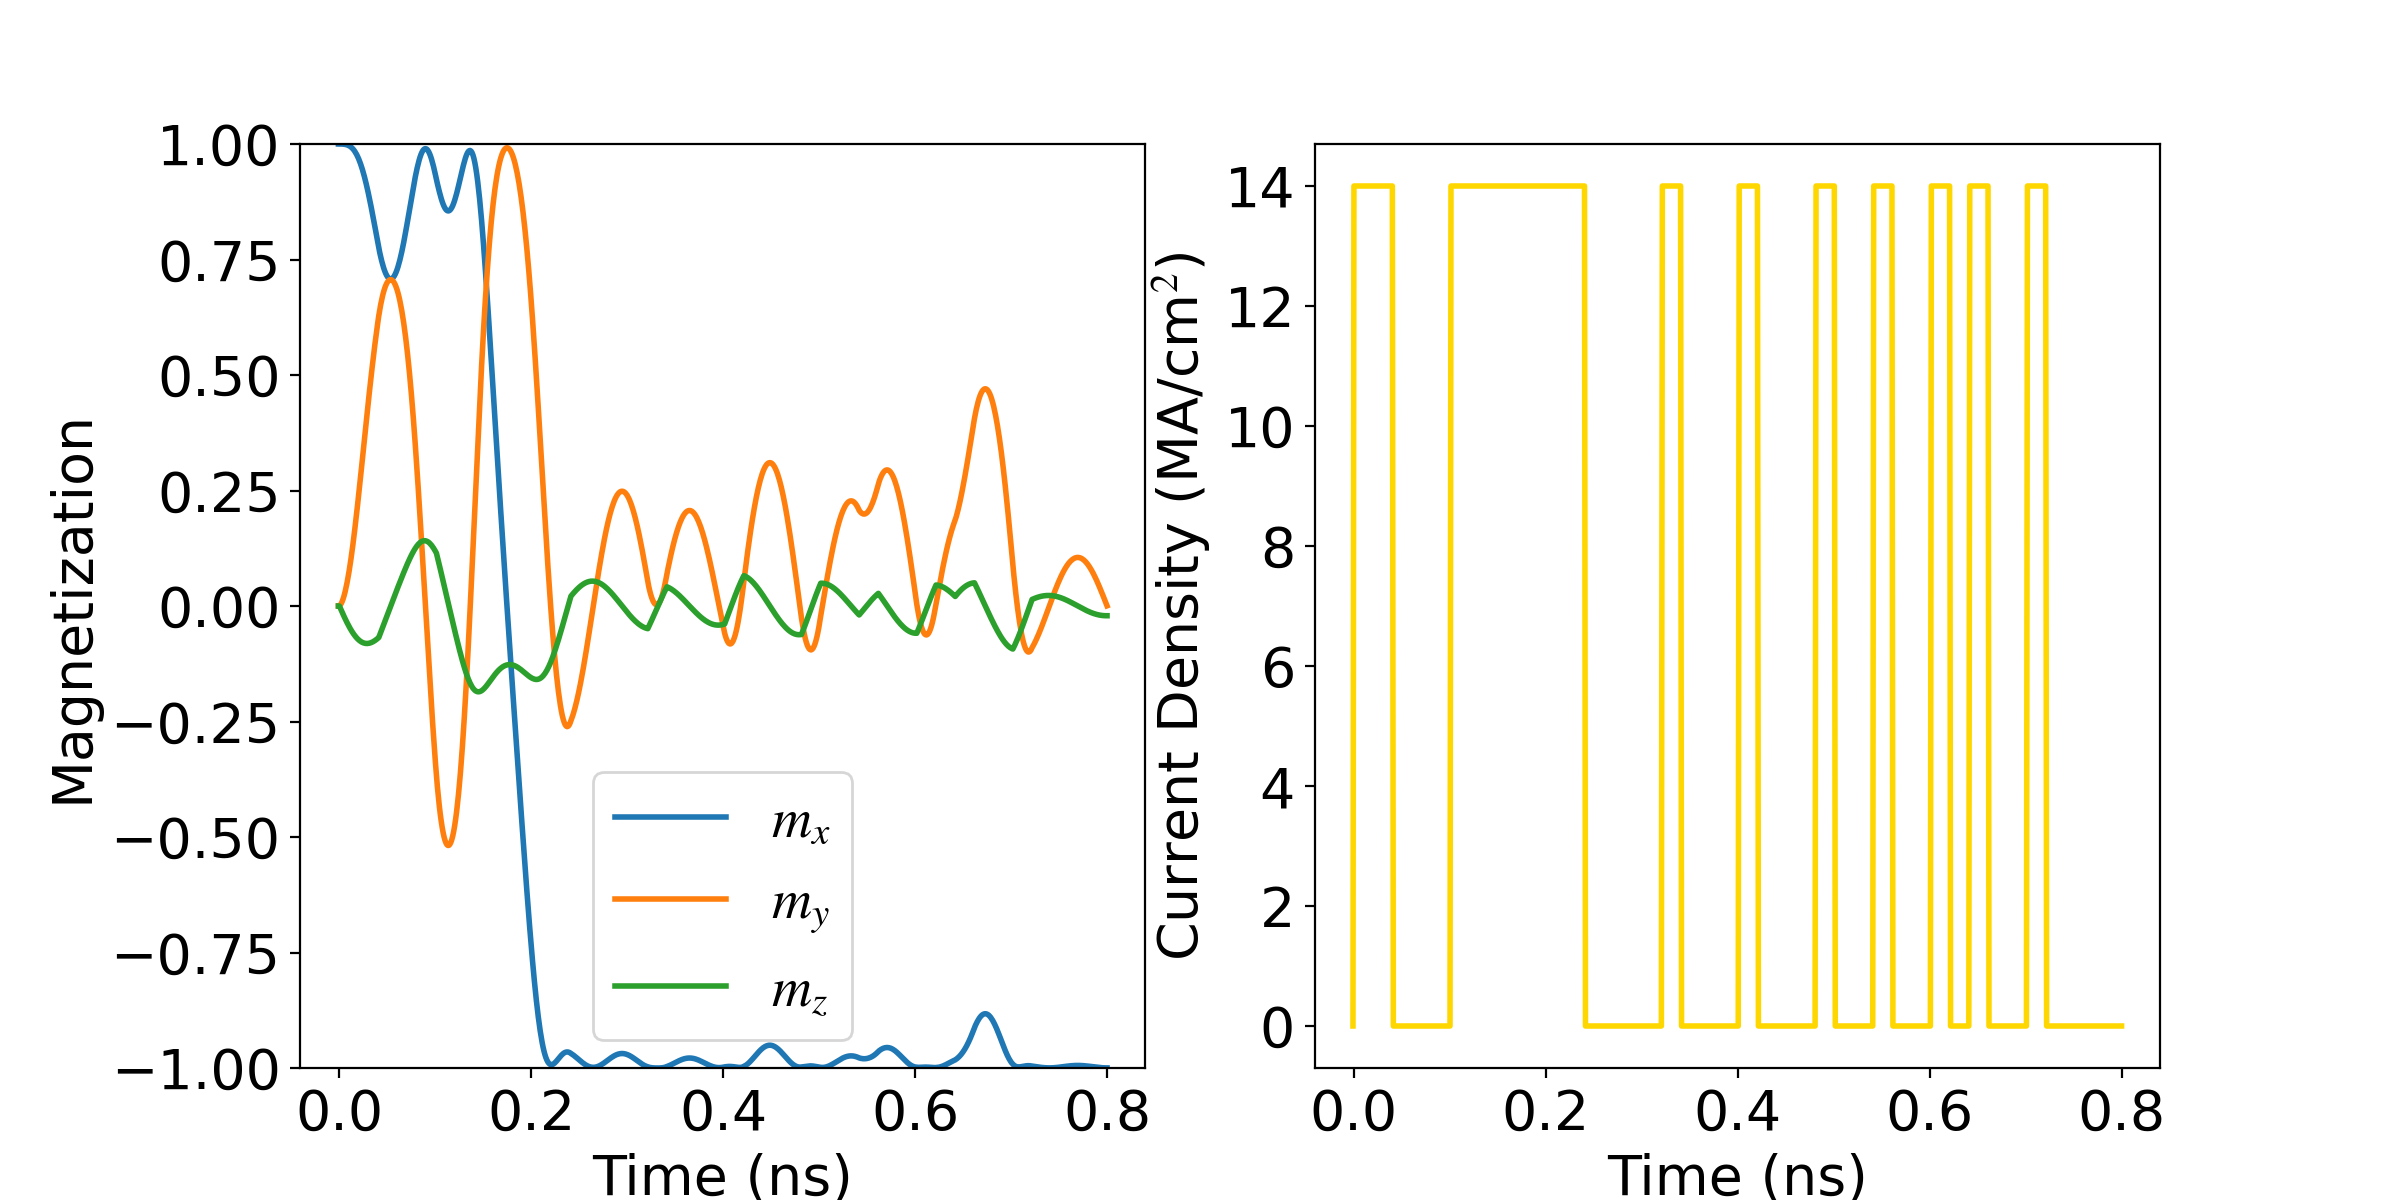 Magnetization
1.00
0.75
0.50
0.25
0.00
−0.25
−0.50
−0.75
−1.00
0.0 0.2 0.4 0.6 0.8
Time (ns)
m_x
m_y
m_z
Current Density (MA/cm²)
14
12
10
8
6
4
2
0
0.0 0.2 0.4 0.6 0.8
Time (ns)